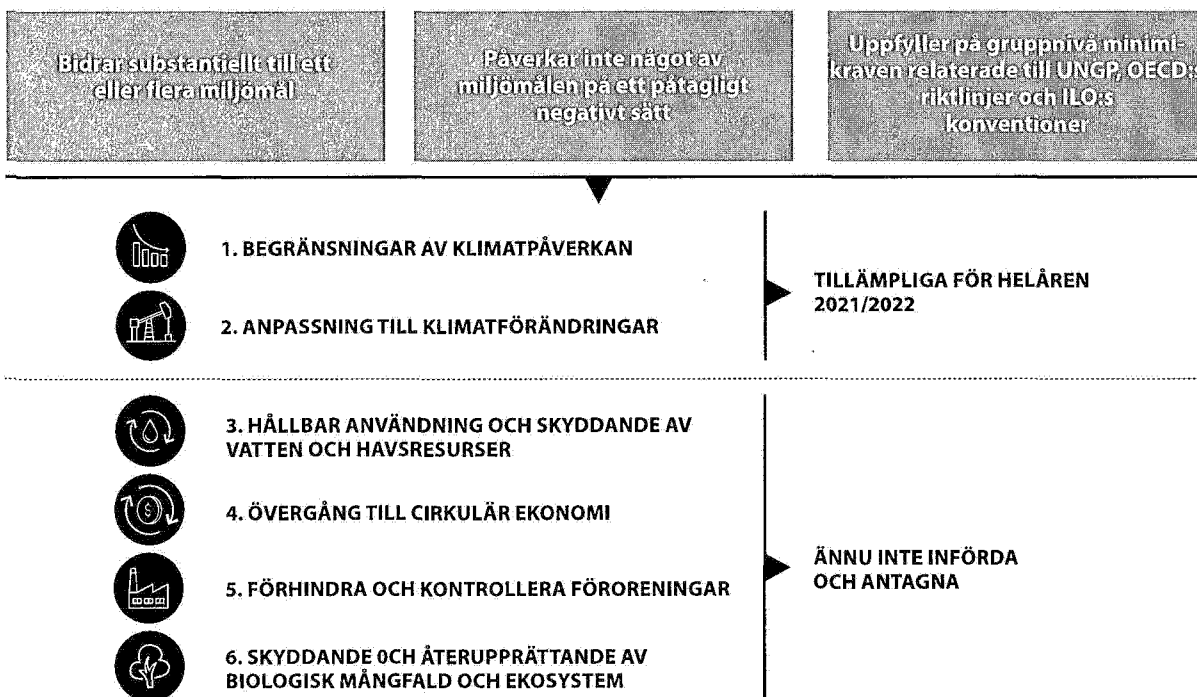 Bidrar substantiellt till ett
eller flera miljömål
Påverkar inte något av
miljömålen på ett påtagligt
negativt sätt
Uppfyller på gruppnivå minimi-
kraven relaterade till UNGP, OECD:s
riktlinjer och ILO:s
konventioner
1. BEGRÄNSNINGAR AV KLIMATPÅVERKAN
2. ANPASSNING TILL KLIMATFÖRÄNDRINGAR
TILLÄMPLIGA FÖR HELÅREN
2021/2022
3. HÅLLBAR ANVÄNDNING OCH SKYDDANDE AV
VATTEN OCH HAVSRESURSER
4. ÖVERGÅNG TILL CIRKULÄR EKONOMI
5. FÖRHINDRA OCH KONTROLLERA FÖRORENINGAR
6. SKYDDANDE 0CH ÅTERUPPRÄTTANDE AV
BIOLOGISK MÅNGFALD OCH EKOSYSTEM
ÄNNU INTE INFÖRDA
OCH ANTAGNA